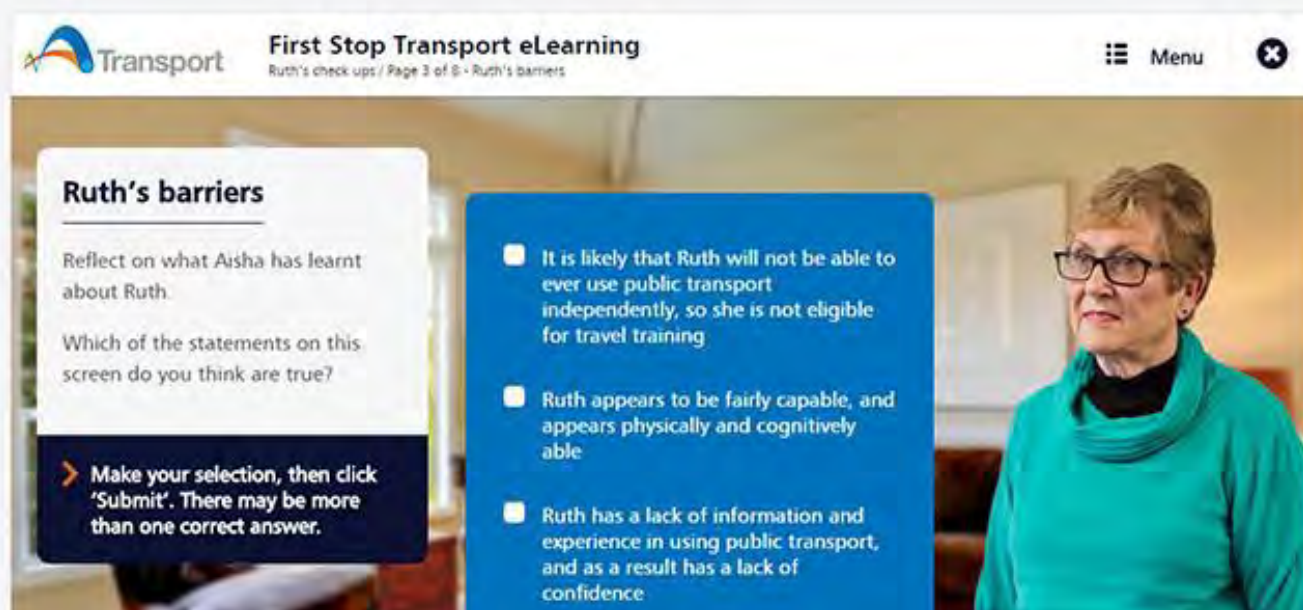 Transport
First Stop Transport eLearning
Ruth's check ups / Page 3 of 8 - Ruth's barriers
Menu
Ruth's barriers
Reflect on what Aisha has learnt
about Ruth.
Which of the statements on this
screen do you think are true?
Make your selection, then click
'Submit'. There may be more
than one correct answer.
It is likely that Ruth will not be able to
ever use public transport
independently, so she is not eligible
for travel training
Ruth appears to be fairly capable, and
appears physically and cognitively
able
Ruth has a lack of information and
experience in using public transport,
and as a result has a lack of
confidence